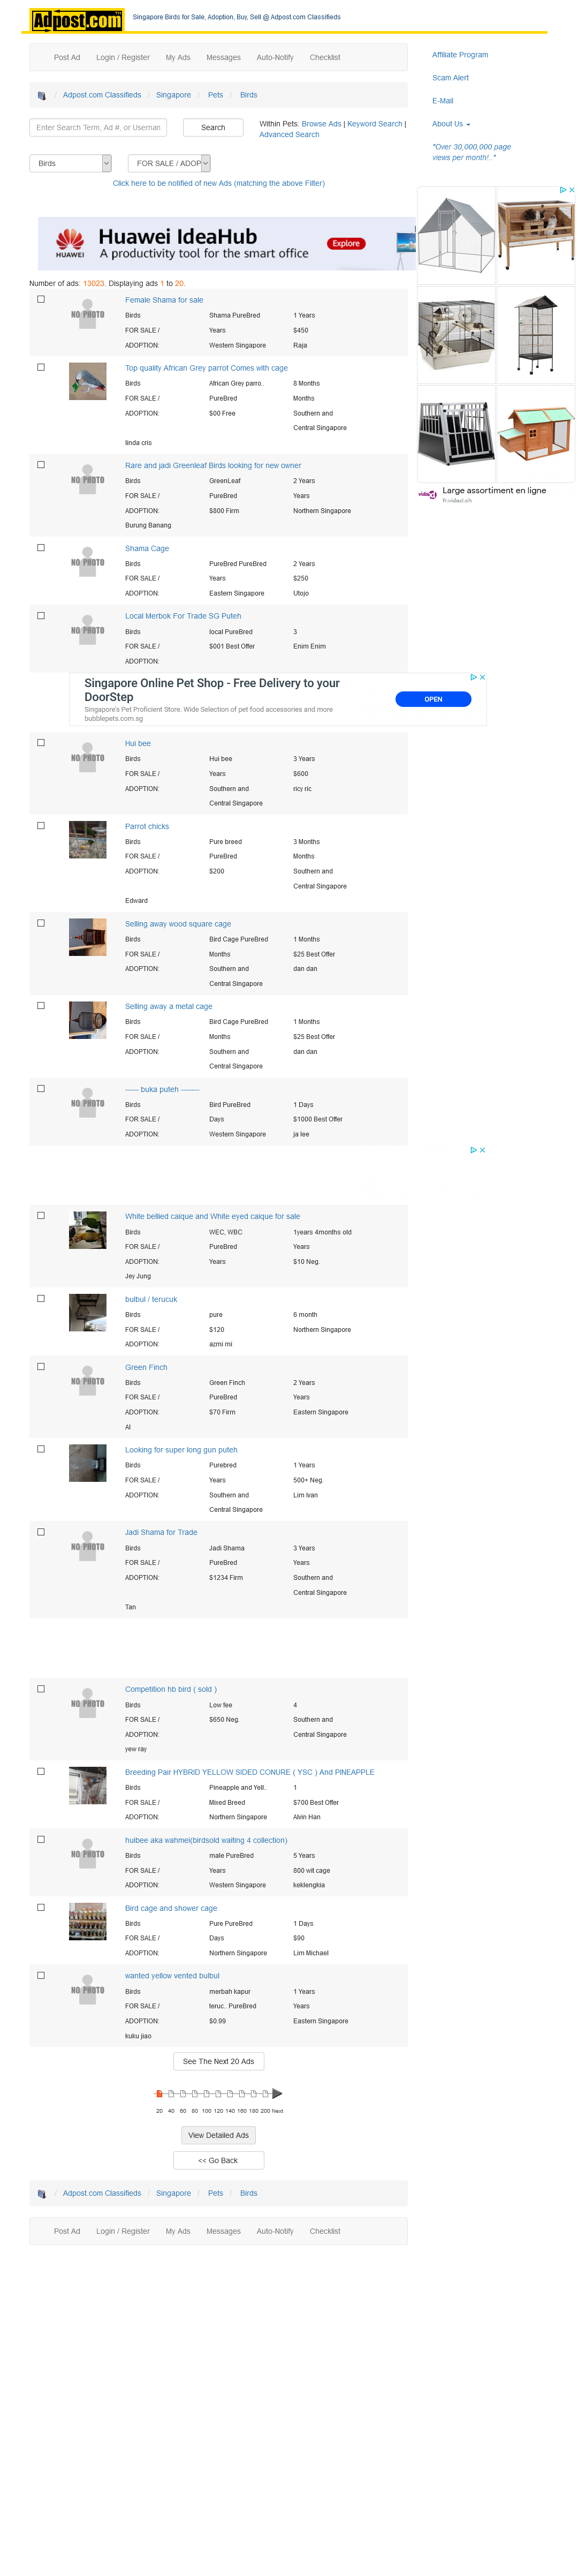 Adpost.com
Singapore Birds for Sale, Adoption, Buy, Sell @ Adpost.com Classifieds
Post Ad Login / Register My Ads Messages Auto-Notify Checklist
Affiliate Program
Scam Alert
E-Mail
About Us
"Over 30,000,000 page
views per month!.."
/ Adpost.com Classifieds / Singapore / Pets / Birds
Enter Search Term, Ad #, or Usernam
Search
Within Pets: Browse Ads | Keyword Search |
Advanced Search
Birds
FOR SALE / ADOP
Click here to be notified of new Ads (matching the above Filter)
HUAWEI
Huawei IdeaHub
A productivity tool for the smart office
Explore
Large assortiment en ligne
fr.vidaxl.ch
Number of ads: 13023. Displaying ads 1 to 20.
NO PHOTO
Female Shama for sale
Birds Shama PureBred 1 Years
FOR SALE / Years $450
ADOPTION: Western Singapore Raja
Top quality African Grey parrot Comes with cage
Birds African Grey parro.. 8 Months
FOR SALE / PureBred Months
ADOPTION: $00 Free Southern and
Central Singapore
linda cris
NO PHOTO
Rare and jadi Greenleaf Birds looking for new owner
Birds GreenLeaf 2 Years
FOR SALE / PureBred Years
ADOPTION: $800 Firm Northern Singapore
Burung Banang
NO PHOTO
Shama Cage
Birds PureBred PureBred 2 Years
FOR SALE / Years $250
ADOPTION: Eastern Singapore Utojo
NO PHOTO
Local Merbok For Trade SG Puteh
Birds local PureBred 3
FOR SALE / $001 Best Offer Enim Enim
ADOPTION:
Singapore Online Pet Shop - Free Delivery to your
DoorStep
Singapore's Pet Proficient Store. Wide Selection of pet food accessories and more
bubblepets.com.sg
OPEN
NO PHOTO
Hui bee
Birds Hui bee 3 Years
FOR SALE / Years $600
ADOPTION: Southern and ricy ric
Central Singapore
Parrot chicks
Birds Pure breed 3 Months
FOR SALE / PureBred Months
ADOPTION: $200 Southern and
Central Singapore
Edward
Selling away wood square cage
Birds Bird Cage PureBred 1 Months
FOR SALE / Months $25 Best Offer
ADOPTION: Southern and dan dan
Central Singapore
Selling away a metal cage
Birds Bird Cage PureBred 1 Months
FOR SALE / Months $25 Best Offer
ADOPTION: Southern and dan dan
Central Singapore
NO PHOTO
------ buka puteh --------
Birds Bird PureBred 1 Days
FOR SALE / Days $1000 Best Offer
ADOPTION: Western Singapore ja lee
White bellied caique and White eyed caique for sale
Birds WEC, WBC 1years 4months old
FOR SALE / PureBred Years
ADOPTION: Years $10 Neg.
Jey Jung
bulbul / terucuk
Birds pure 6 month
FOR SALE / $120 Northern Singapore
ADOPTION: azmi mi
NO PHOTO
Green Finch
Birds Green Finch 2 Years
FOR SALE / PureBred Years
ADOPTION: $70 Firm Eastern Singapore
Al
Looking for super long gun puteh
Birds Purebred 1 Years
FOR SALE / Years 500+ Neg.
ADOPTION: Southern and Lim Ivan
Central Singapore
NO PHOTO
Jadi Shama for Trade
Birds Jadi Shama 3 Years
FOR SALE / PureBred Years
ADOPTION: $1234 Firm Southern and
Central Singapore
Tan
NO PHOTO
Competition hb bird ( sold )
Birds Low fee 4
FOR SALE / $650 Neg. Southern and
ADOPTION: Central Singapore
yew ray
Breeding Pair HYBRID YELLOW SIDED CONURE ( YSC ) And PINEAPPLE
Birds Pineapple and Yell.. 1
FOR SALE / Mixed Breed $700 Best Offer
ADOPTION: Northern Singapore Alvin Han
NO PHOTO
huibee aka wahmei(birdsold waiting 4 collection)
Birds male PureBred 5 Years
FOR SALE / Years 800 wit cage
ADOPTION: Western Singapore keklengkia
Bird cage and shower cage
Birds Pure PureBred 1 Days
FOR SALE / Days $90
ADOPTION: Northern Singapore Lim Michael
NO PHOTO
wanted yellow vented bulbul
Birds merbah kapur 1 Years
FOR SALE / teruc.. PureBred Years
ADOPTION: $0.99 Eastern Singapore
kuku jiao
See The Next 20 Ads
20 40 60 80 100 120 140 160 180 200 Next
View Detailed Ads
<< Go Back
/ Adpost.com Classifieds / Singapore / Pets / Birds
Post Ad Login / Register My Ads Messages Auto-Notify Checklist